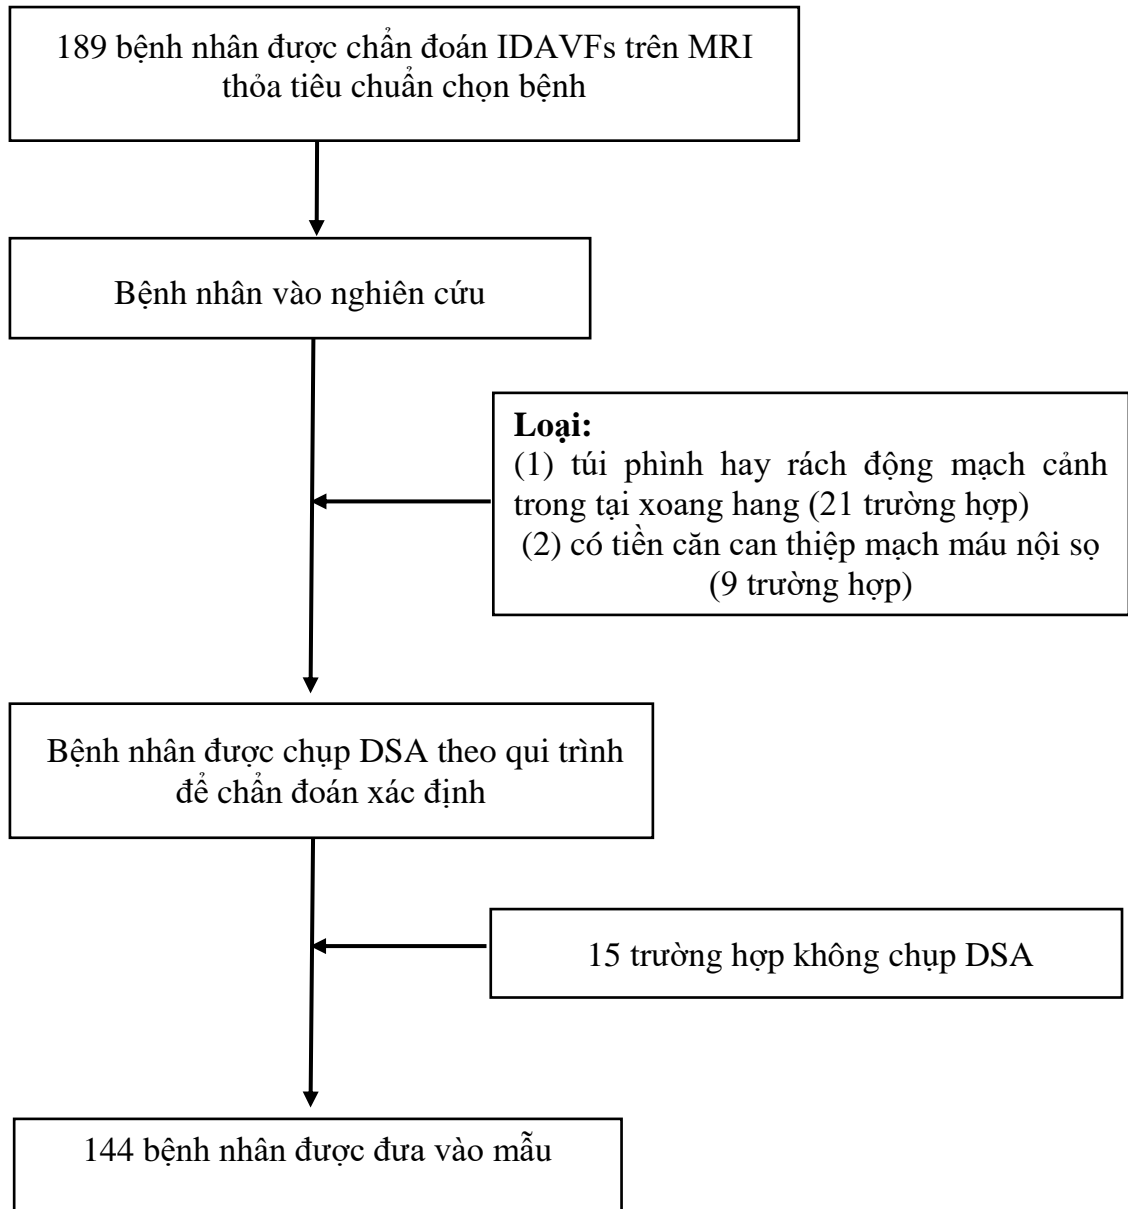 189 bệnh nhân được chẩn đoán IDAVFs trên MRI
thỏa tiêu chuẩn chọn bệnh
Bệnh nhân vào nghiên cứu
Loại:
(1) túi phình hay rách động mạch cảnh
trong tại xoang hang (21 trường hợp)
(2) có tiền căn can thiệp mạch máu nội sọ
(9 trường hợp)
Bệnh nhân được chụp DSA theo qui trình
để chẩn đoán xác định
15 trường hợp không chụp DSA
144 bệnh nhân được đưa vào mẫu